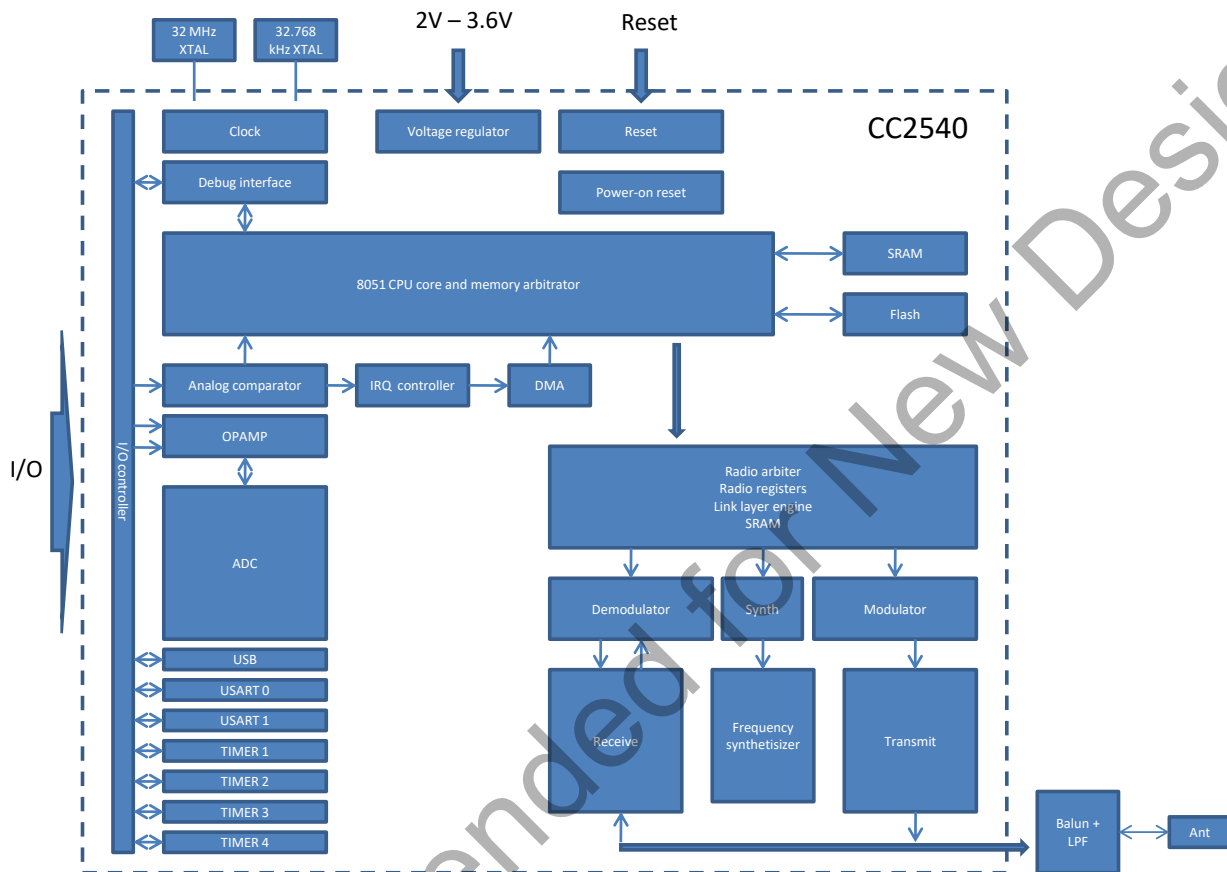 32 MHz
XTAL
32.768
kHz XTAL
2V – 3.6V
Reset
Clock
Voltage regulator
Reset
CC2540
Debug interface
Power-on reset
8051 CPU core and memory arbitrator
SRAM
Flash
Analog comparator
IRQ controller
DMA
OPAMP
I/O
I/O controller
Radio arbiter
Radio registers
Link layer engine
SRAM
ADC
Demodulator
Synth
Modulator
USB
USART 0
USART 1
TIMER 1
TIMER 2
TIMER 3
TIMER 4
Receive
Frequency
synthetisizer
Transmit
Balun +
LPF
Ant
ended for New Desig